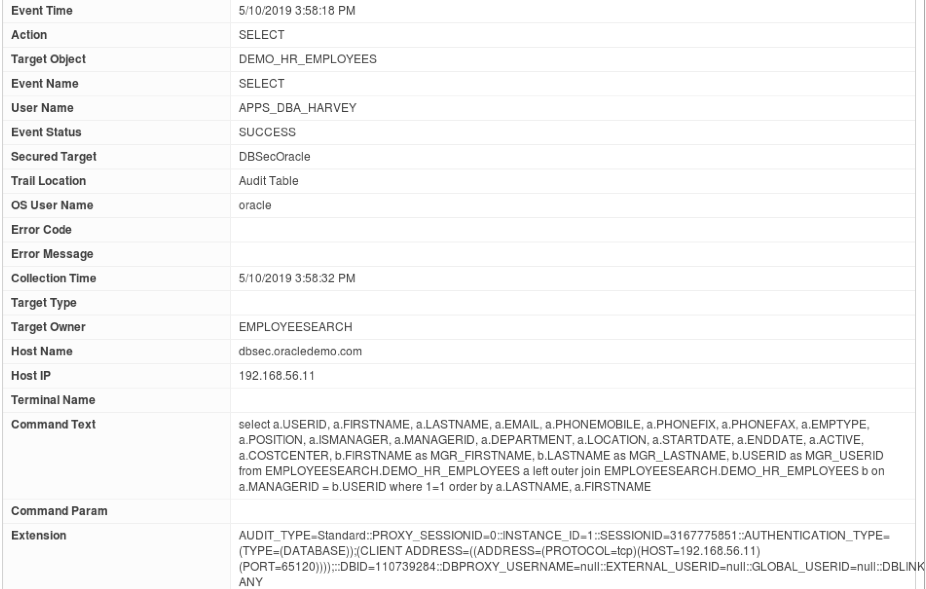 Event Time 5/10/2019 3:58:18 PM
Action SELECT
Target Object DEMO_HR_EMPLOYEES
Event Name SELECT
User Name APPS_DBA_HARVEY
Event Status SUCCESS
Secured Target DBSecOracle
Trail Location Audit Table
OS User Name oracle
Error Code
Error Message
Collection Time 5/10/2019 3:58:32 PM
Target Type
Target Owner EMPLOYEESEARCH
Host Name dbsec.oracledemo.com
Host IP 192.168.56.11
Terminal Name
Command Text select a.USERID, a.FIRSTNAME, a.LASTNAME, a.EMAIL, a.PHONEMOBILE, a.PHONEFIX, a.PHONEFAX, a.EMPTYPE,
a.POSITION, a.ISMANAGER, a.MANAGERID, a.DEPARTMENT, a.LOCATION, a.STARTDATE, a.ENDDATE, a.ACTIVE,
a.COSTCENTER, b.FIRSTNAME as MGR_FIRSTNAME, b.LASTNAME as MGR_LASTNAME, b.USERID as MGR_USERID
from EMPLOYEESEARCH.DEMO_HR_EMPLOYEES a left outer join EMPLOYEESEARCH.DEMO_HR_EMPLOYEES b on
a.MANAGERID = b.USERID where 1=1 order by a.LASTNAME, a.FIRSTNAME
Command Param
Extension AUDIT_TYPE=Standard::PROXY_SESSIONID=0::INSTANCE_ID=1::SESSIONID=3167775851::AUTHENTICATION_TYPE=
(TYPE=(DATABASE));(CLIENT ADDRESS=((ADDRESS=(PROTOCOL=tcp)(HOST=192.168.56.11)
(PORT=65120))));::DBID=110739284::DBPROXY_USERNAME=null::EXTERNAL_USERID=null::GLOBAL_USERID=null::DBLINK
ANY